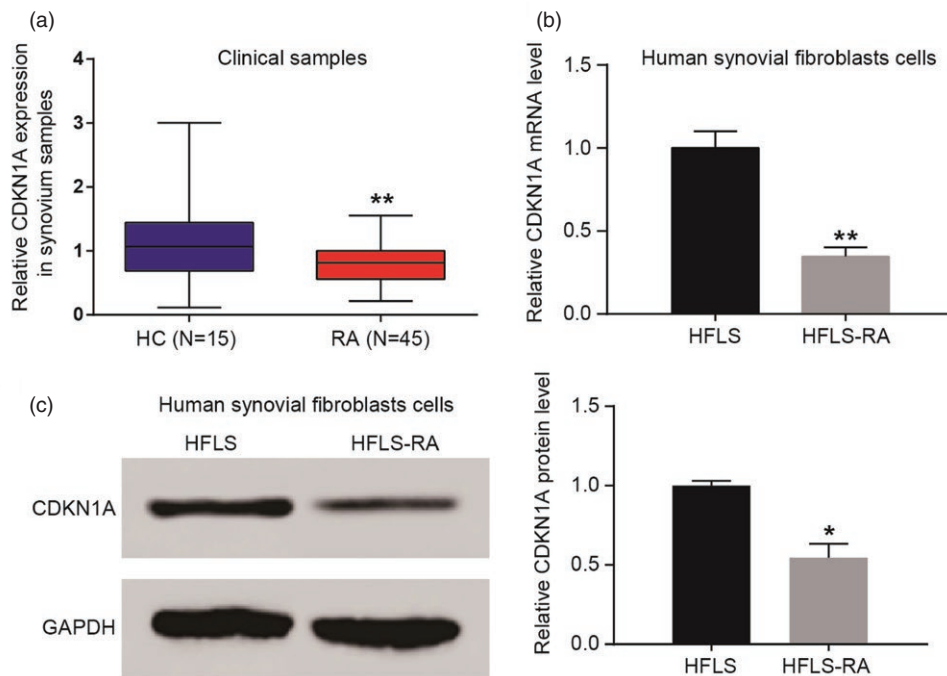 (a)
Clinical samples
Relative CDKN1A expression
in synovium samples
4
3
2
1
0
**
HC (N=15)
RA (N=45)
(b)
Human synovial fibroblasts cells
Relative CDKN1A mRNA level
1.5
1.0
0.5
0.0
**
HFLS
HFLS-RA
(c)
Human synovial fibroblasts cells
HFLS
HFLS-RA
CDKN1A
GAPDH
Relative CDKN1A protein level
1.5
1.0
0.5
0.0
*
HFLS
HFLS-RA